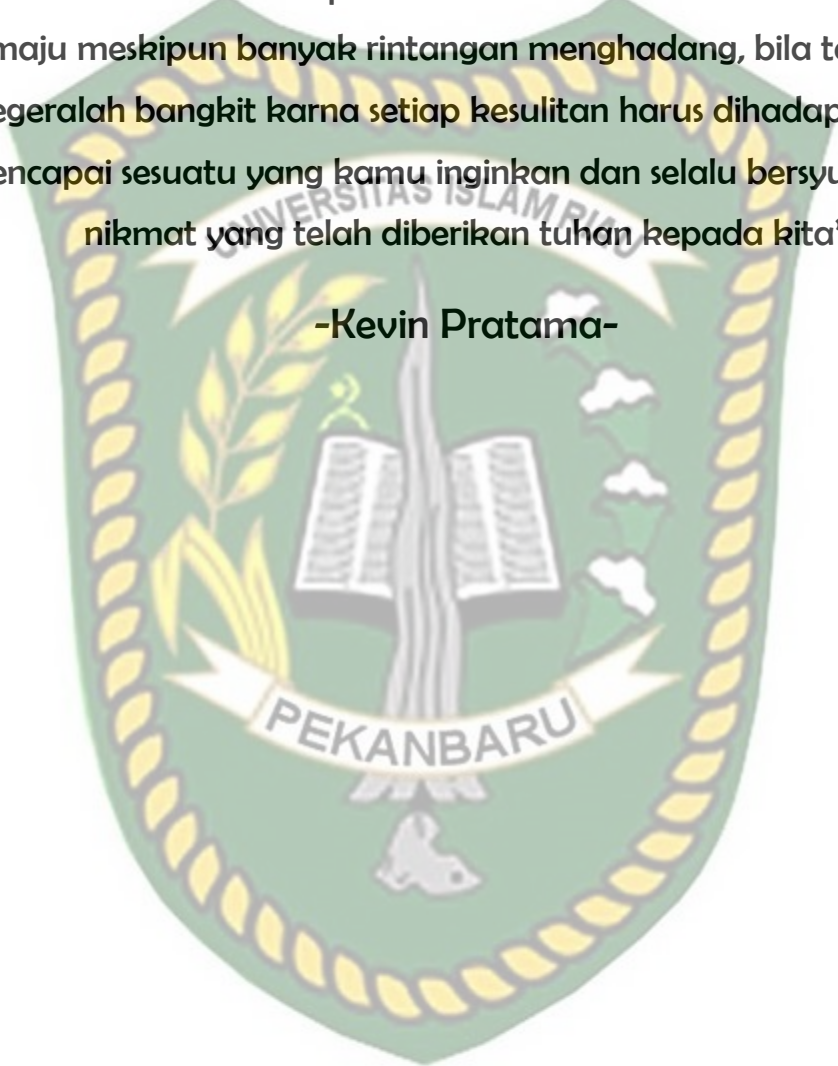 maju meskipun banyak rintangan menghadang, bila
egeralah bangkit karna setiap kesulitan harus dihadap
encapai sesuatu yang kamu inginkan dan selalu bersyu
UNIVERSITAS ISLAM RIAU
nikmat yang telah diberikan tuhan kepada kita"
-Kevin Pratama-
PEKANBARU